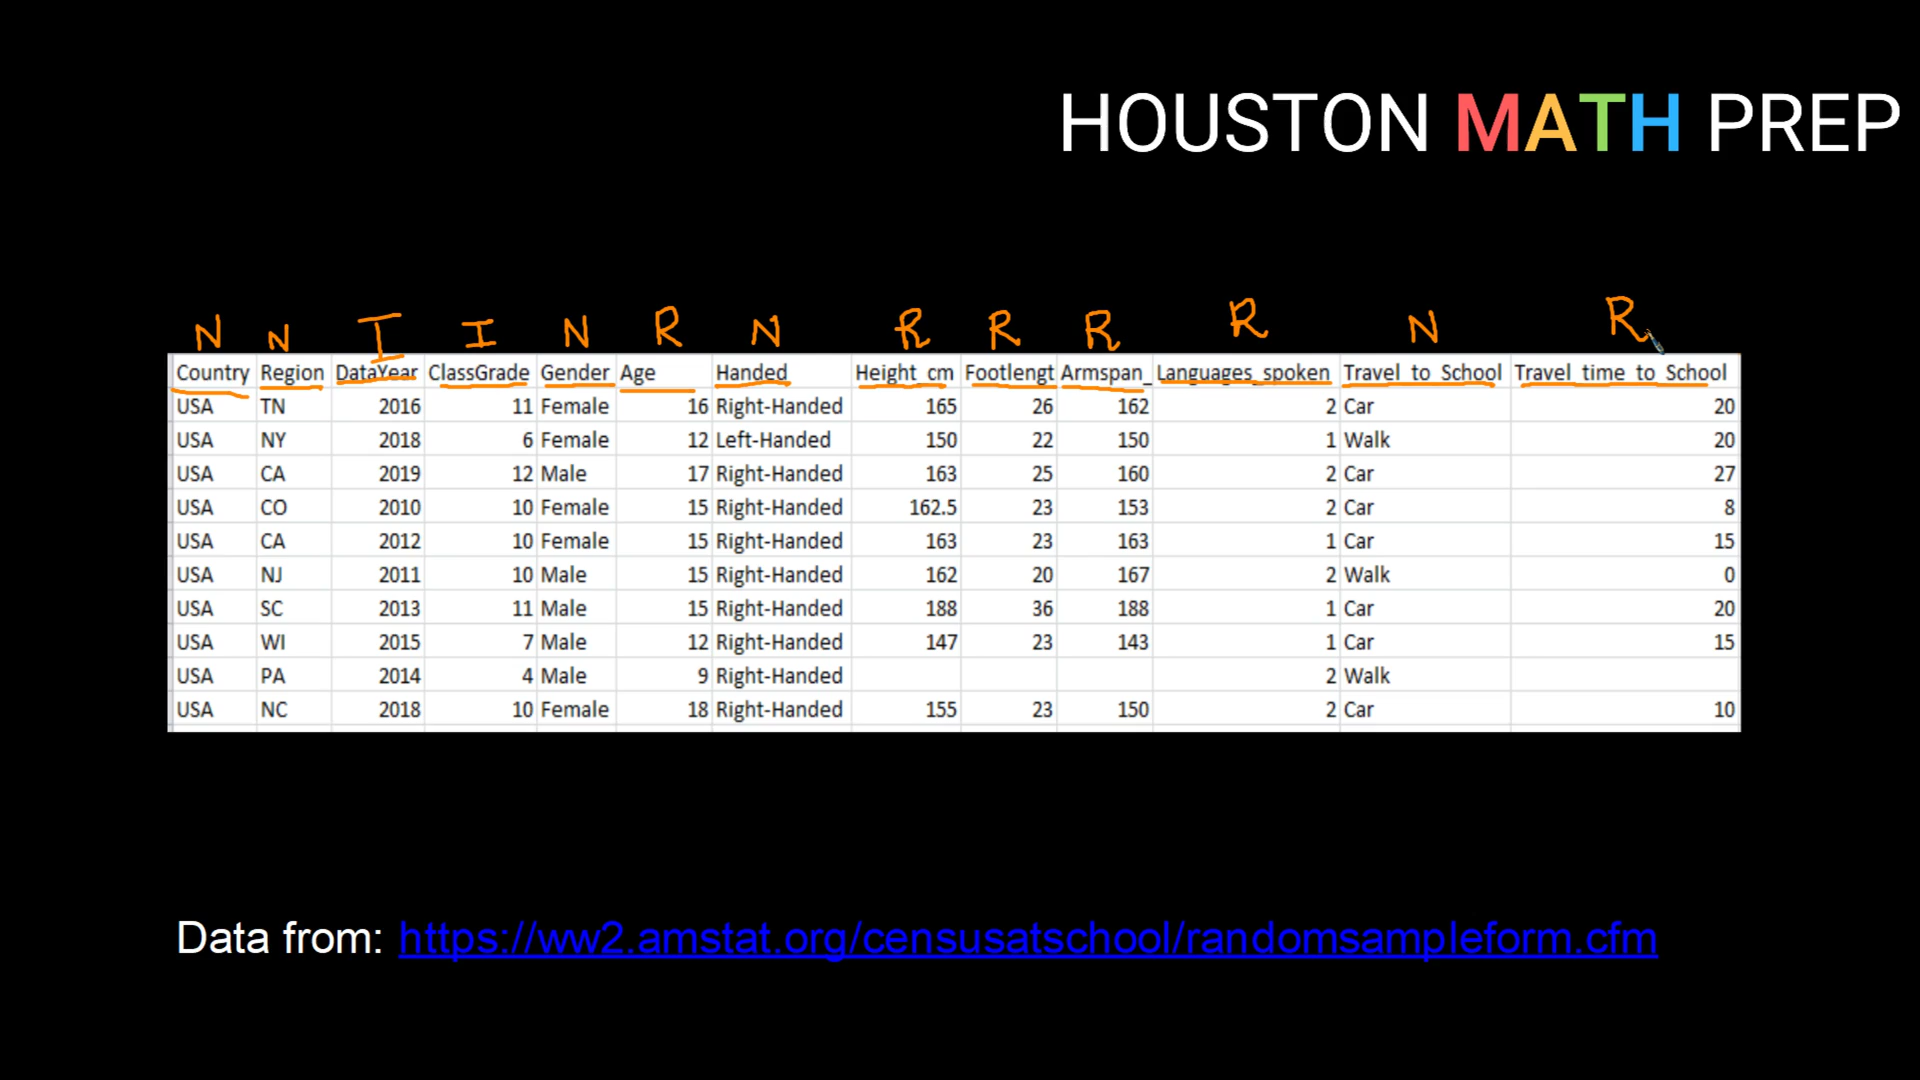 HOUSTON MATH PREP
N N I I N R N R R R R N R
Country Region DataYear ClassGrade Gender Age Handed Height_cm Footlengt Armspan_ Languages_spoken Travel_to_School Travel_time_to_School
USA TN 2016 11 Female 16 Right-Handed 165 26 162 2 Car 20
USA NY 2018 6 Female 12 Left-Handed 150 22 150 1 Walk 20
USA CA 2019 12 Male 17 Right-Handed 163 25 160 2 Car 27
USA CO 2010 10 Female 15 Right-Handed 162.5 23 153 2 Car 8
USA CA 2012 10 Female 15 Right-Handed 163 23 163 1 Car 15
USA NJ 2011 10 Male 15 Right-Handed 162 20 167 2 Walk 0
USA SC 2013 11 Male 15 Right-Handed 188 36 188 1 Car 20
USA WI 2015 7 Male 12 Right-Handed 147 23 143 1 Car 15
USA PA 2014 4 Male 9 Right-Handed 2 Walk
USA NC 2018 10 Female 18 Right-Handed 155 23 150 2 Car 10
Data from: https://ww2.amstat.org/censusatschool/randomsampleform.cfm